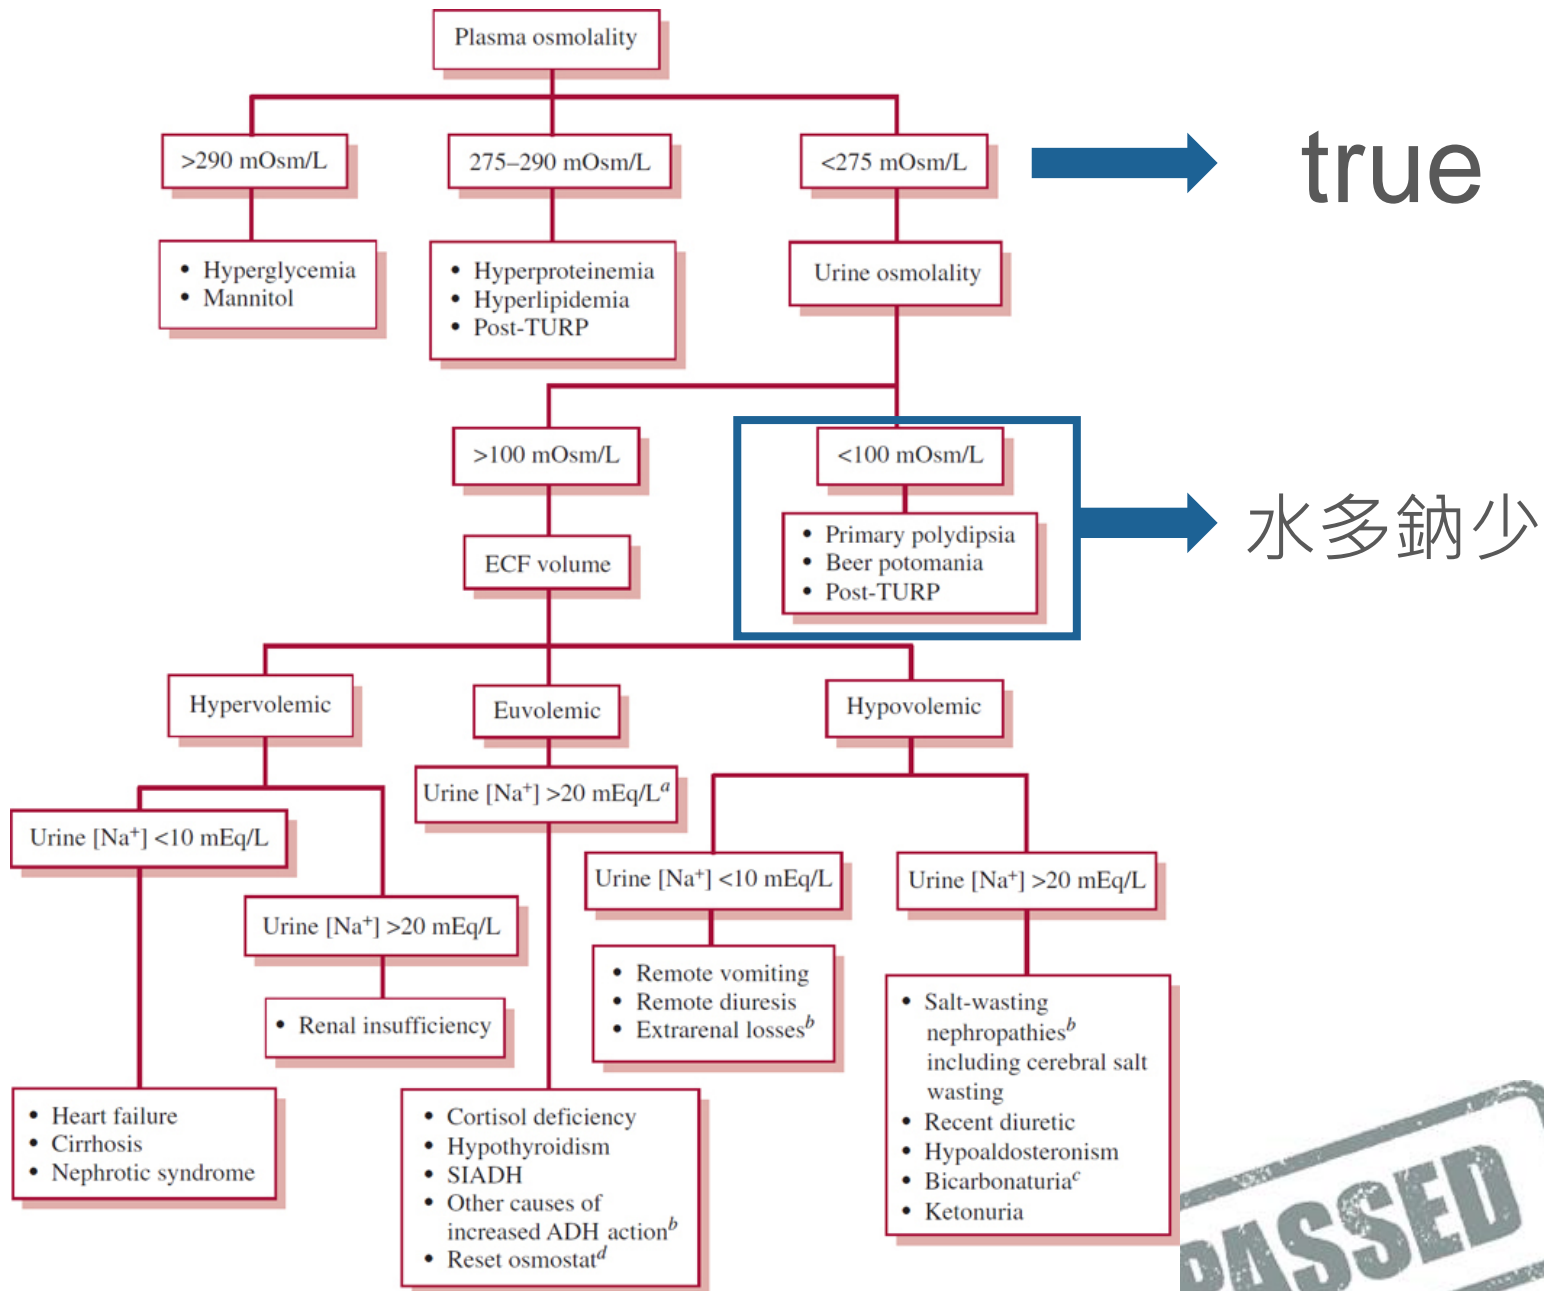 Plasma osmolality
>290 mOsm/L
275–290 mOsm/L
<275 mOsm/L
true
• Hyperglycemia
• Mannitol
• Hyperproteinemia
• Hyperlipidemia
• Post-TURP
Urine osmolality
>100 mOsm/L
<100 mOsm/L
• Primary polydipsia
• Beer potomania
• Post-TURP
水多鈉少
ECF volume
Hypervolemic
Euvolemic
Hypovolemic
Urine [Na⁺] <10 mEq/L
Urine [Na⁺] >20 mEq/L
Urine [Na⁺] >20 mEq/Lᵃ
Urine [Na⁺] <10 mEq/L
Urine [Na⁺] >20 mEq/L
• Renal insufficiency
• Remote vomiting
• Remote diuresis
• Extrarenal lossesᵇ
• Heart failure
• Cirrhosis
• Nephrotic syndrome
• Cortisol deficiency
• Hypothyroidism
• SIADH
• Other causes of
increased ADH actionᵇ
• Reset osmostatᵈ
• Salt-wasting
nephropathiesᵇ
including cerebral salt
wasting
• Recent diuretic
• Hypoaldosteronism
• Bicarbonaturiaᶜ
• Ketonuria
PASSED